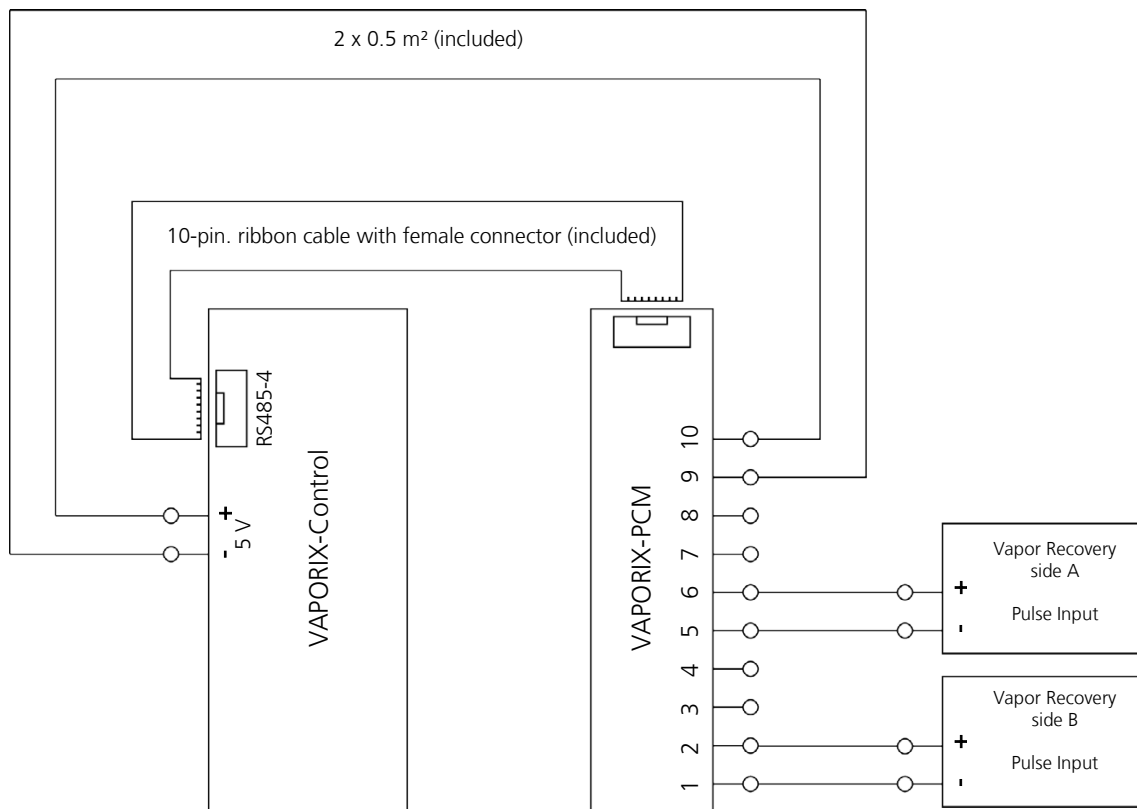 2 x 0.5 m² (included)
10-pin. ribbon cable with female connector (included)
RS485-4
VAPORIX-Control
+
5 V
-
VAPORIX-PCM
10
9
8
7
6
5
4
3
2
1
Vapor Recovery
side A
+
Pulse Input
-
Vapor Recovery
side B
+
Pulse Input
-